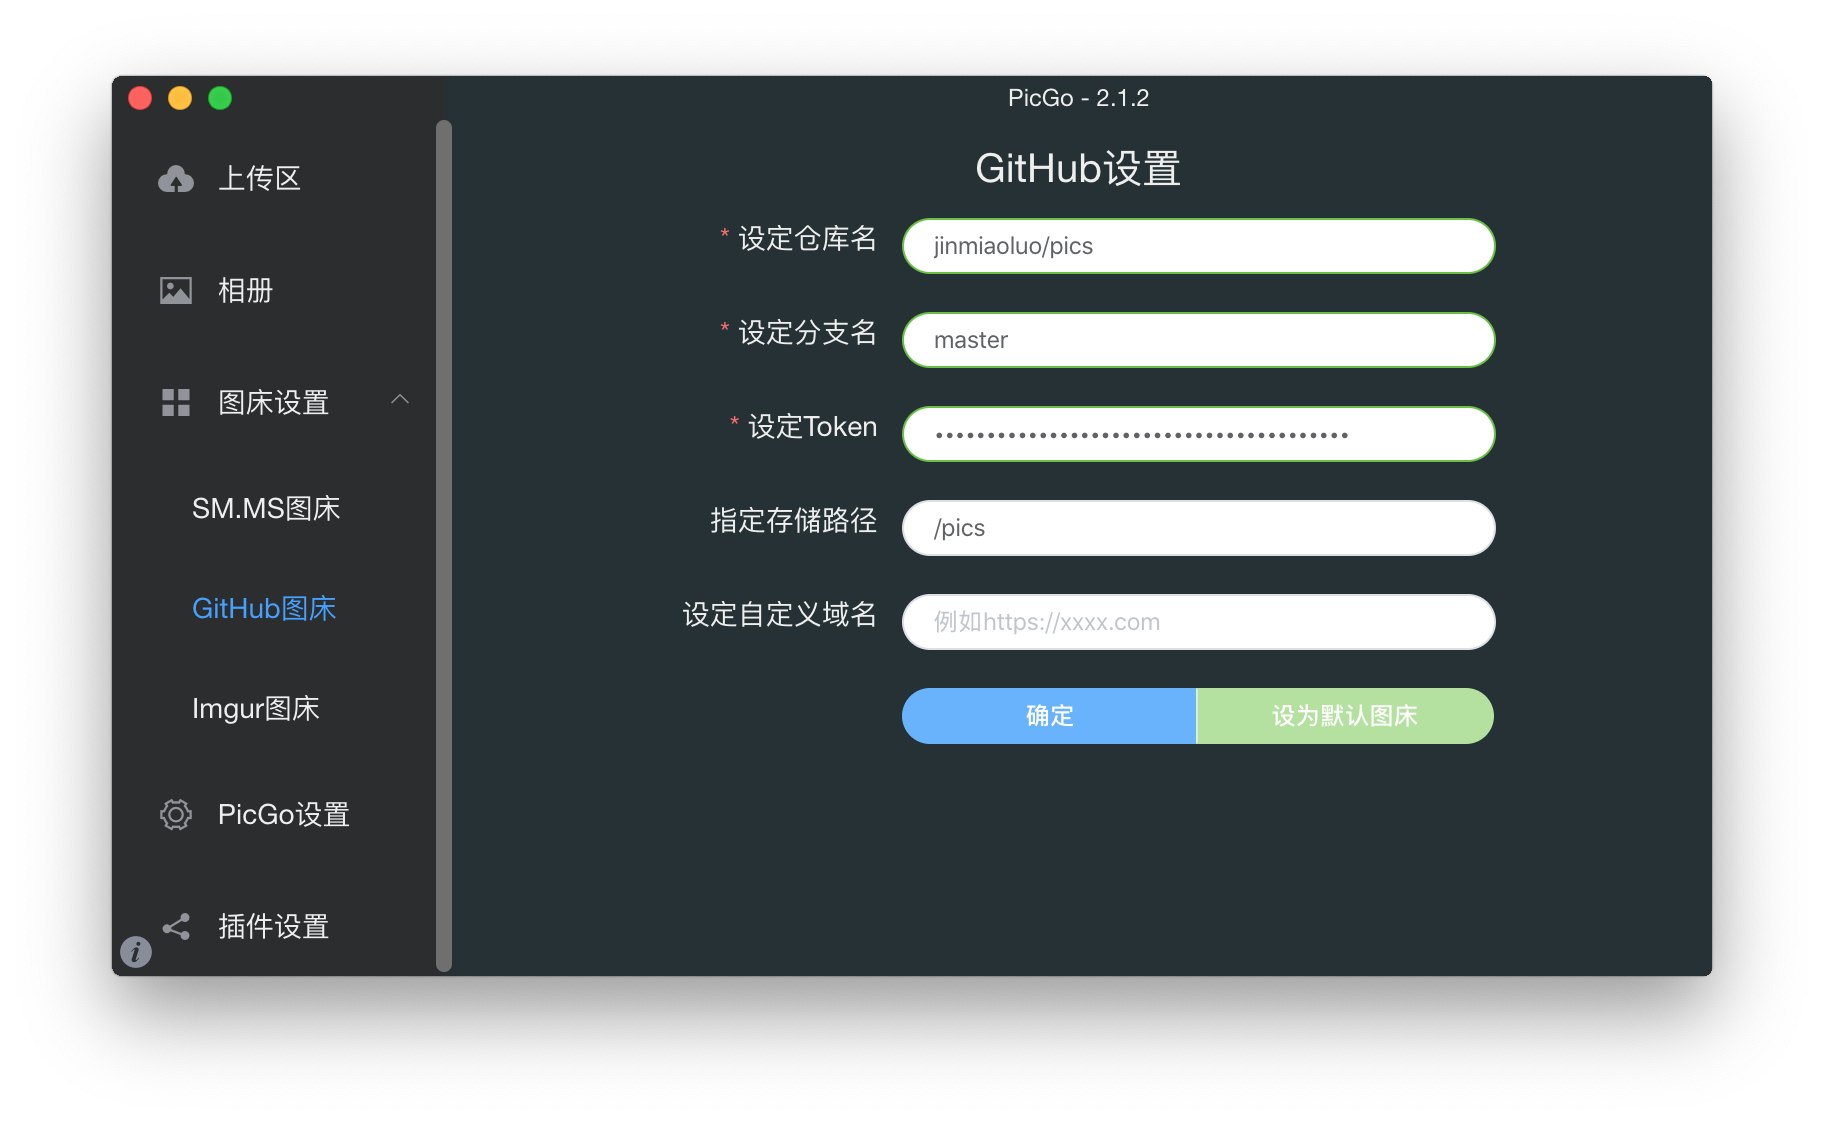 PicGo - 2.1.2
上传区
相册
图床设置
SM.MS图床
GitHub图床
Imgur图床
PicGo设置
插件设置
i
GitHub设置
* 设定仓库名
jinmiaoluo/pics
* 设定分支名
master
* 设定Token
••••••••••••••••••••••••••••••••••••••••
指定存储路径
/pics
设定自定义域名
例如https://xxxx.com
确定
设为默认图床